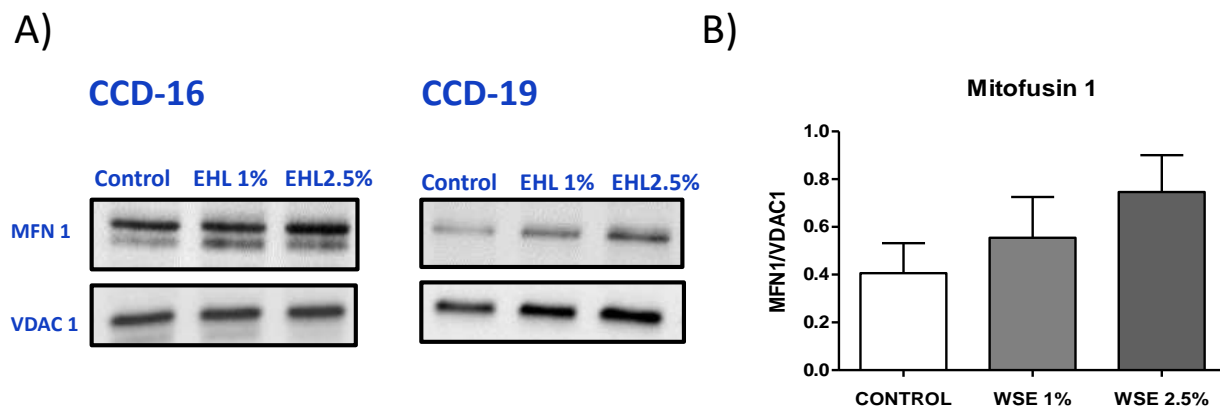 A)
B)
CCD-16
CCD-19
Control EHL 1% EHL2.5%
Control EHL 1% EHL2.5%
MFN 1
VDAC 1
Mitofusin 1
MFN1/VDAC1
1.0
0.8
0.6
0.4
0.2
0.0
CONTROL WSE 1% WSE 2.5%